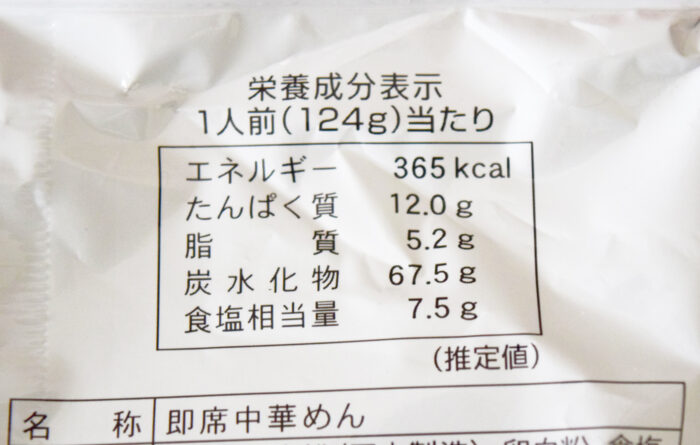 栄養成分表示
1人前(124g)当たり
エネルギー 365kcal
たんぱく質 12.0g
脂質 5.2g
炭水化物 67.5g
食塩相当量 7.5g
(推定値)
名称 即席中華めん